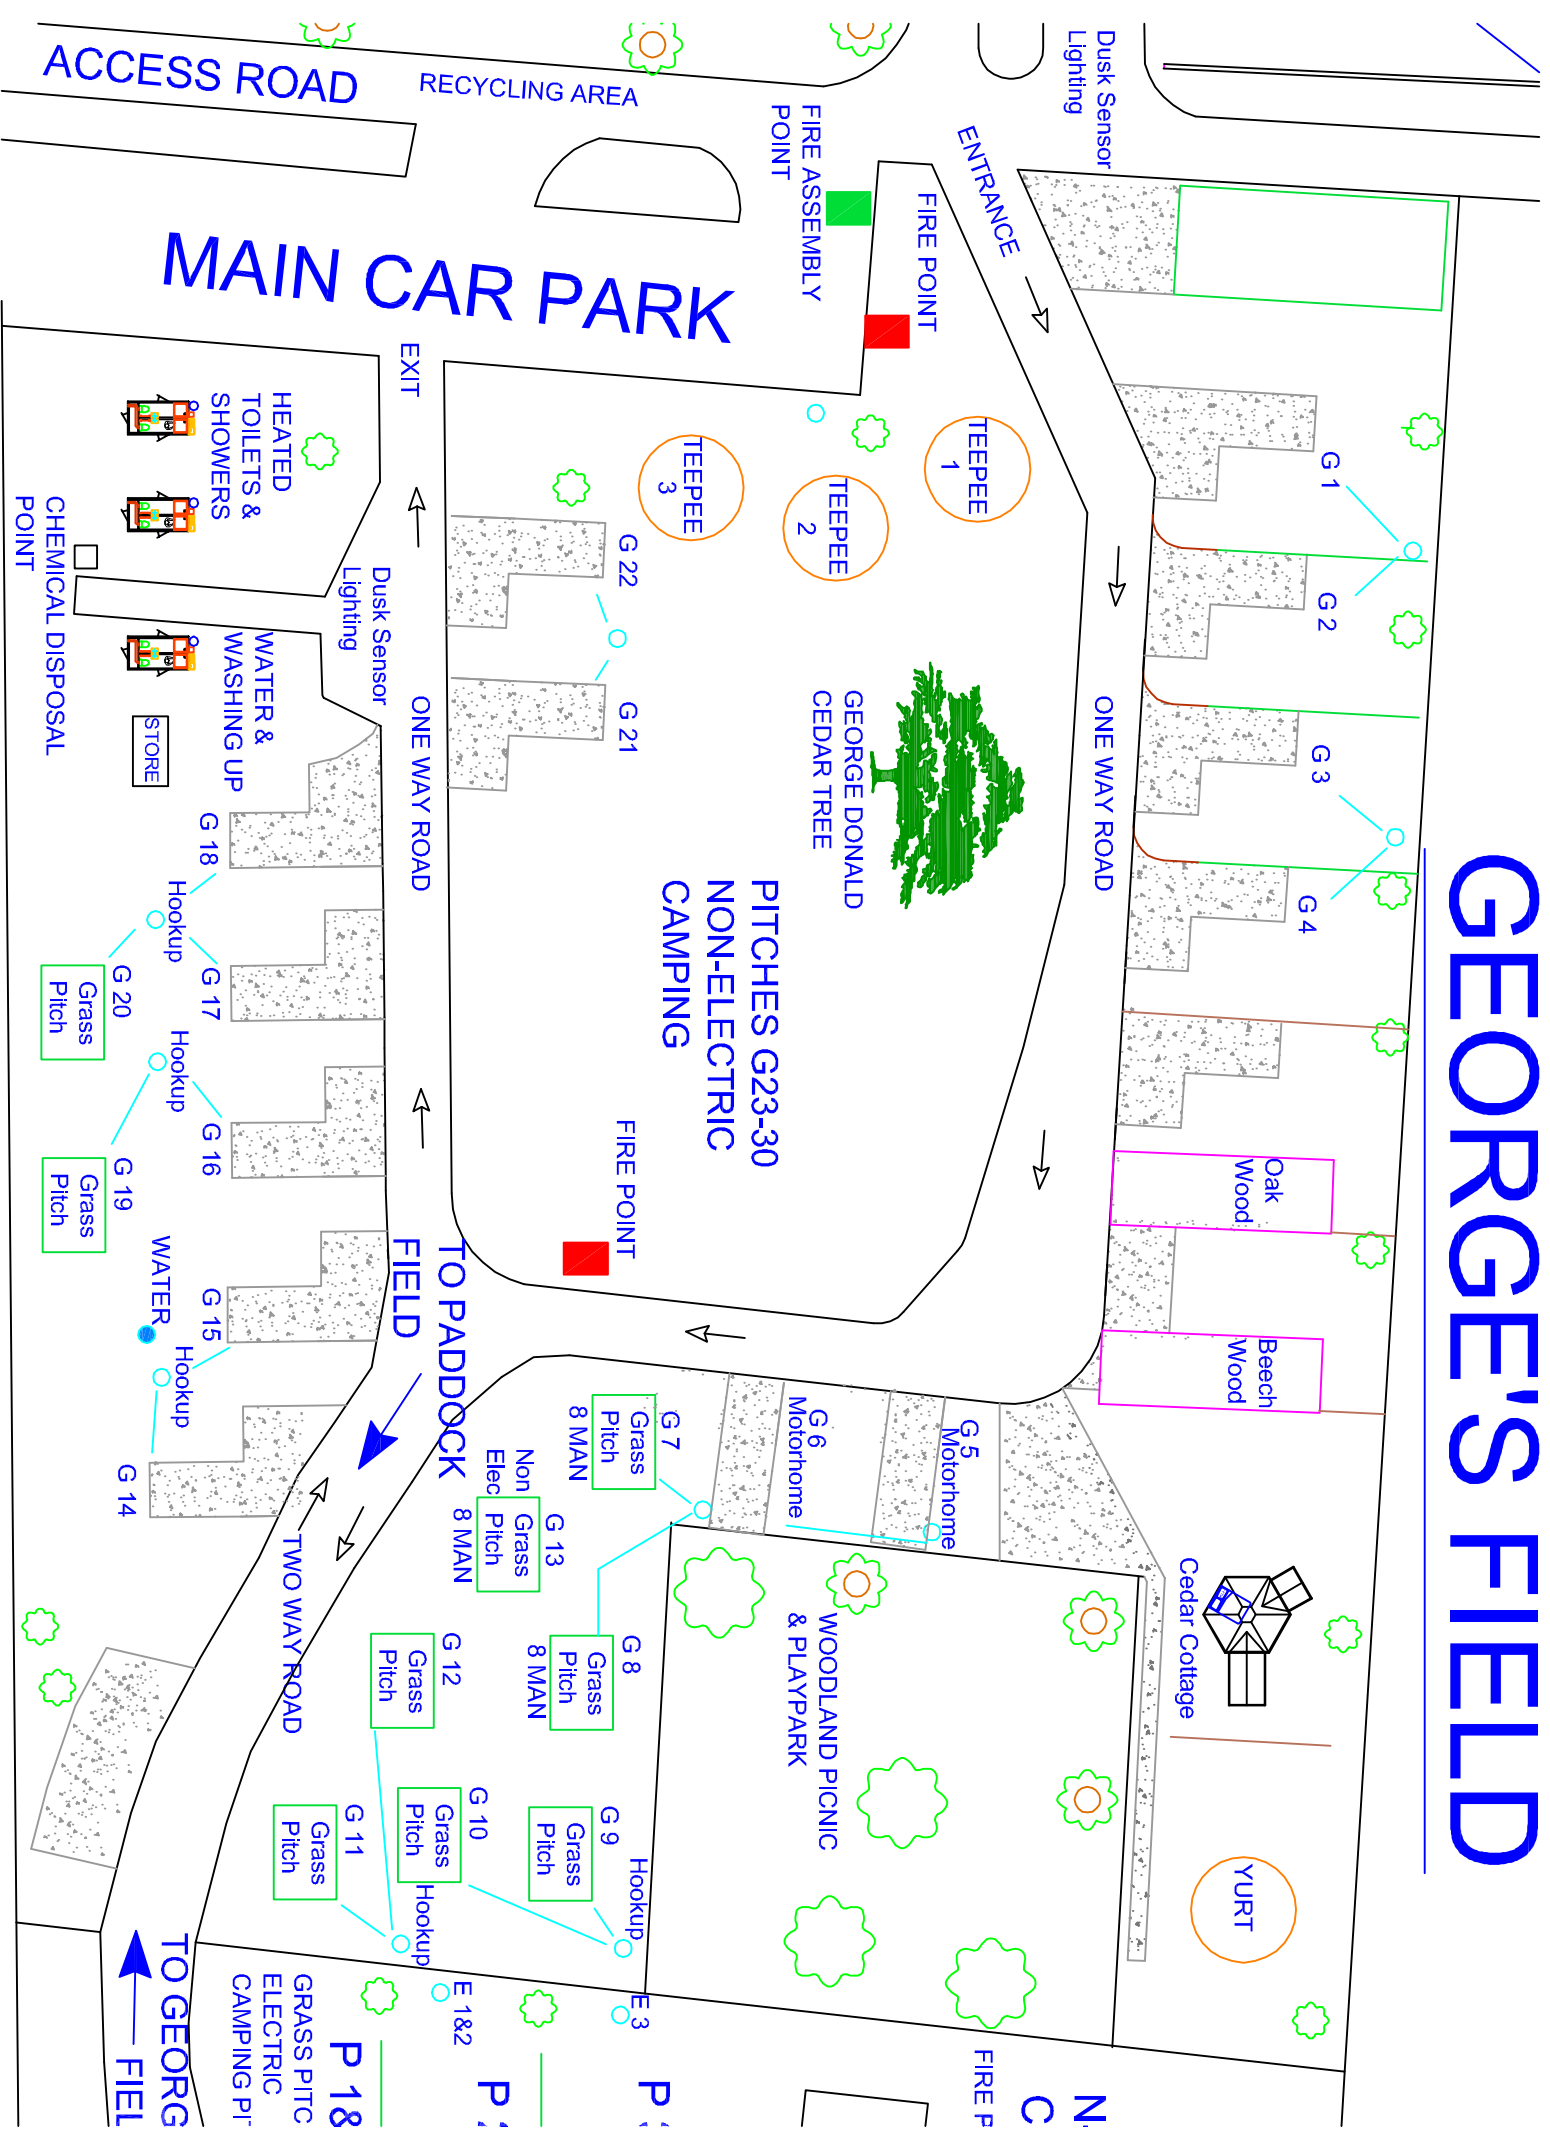 GEORGE'S FIELD
ACCESS ROAD
RECYCLING AREA
MAIN CAR PARK
FIRE ASSEMBLY
POINT
FIRE POINT
ENTRANCE
Dusk Sensor
Lighting
EXIT
HEATED
TOILETS &
SHOWERS
CHEMICAL DISPOSAL
POINT
Dusk Sensor
Lighting
WATER &
WASHING UP
STORE
TEEPEE
1
TEEPEE
2
TEEPEE
3
G 1
G 2
G 3
G 4
G 22
G 21
ONE WAY ROAD
ONE WAY ROAD
GEORGE DONALD
CEDAR TREE
PITCHES G23-30
NON-ELECTRIC
CAMPING
FIRE POINT
G 18
Hookup
G 17
G 20
Grass
Pitch
Hookup
G 16
G 19
Grass
Pitch
WATER
G 15
Hookup
G 14
TO PADDOCK
FIELD
Oak
Wood
Beech
Wood
G 5
Motorhome
G 6
Motorhome
G 7
Grass
Pitch
8 MAN
Non
Elec
G 13
Grass
Pitch
8 MAN
TWO WAY ROAD
G 8
Grass
Pitch
8 MAN
G 12
Grass
Pitch
G 10
Grass
Pitch
G 11
Grass
Pitch
G 9
Grass
Pitch
Hookup
Hookup
WOODLAND PICNIC
& PLAYPARK
Cedar Cottage
YURT
E 1&2
E 3
TO GEORG
FIEL
GRASS PITC
ELECTRIC
CAMPING PI
P 1&
P
P
FIRE P
N
C